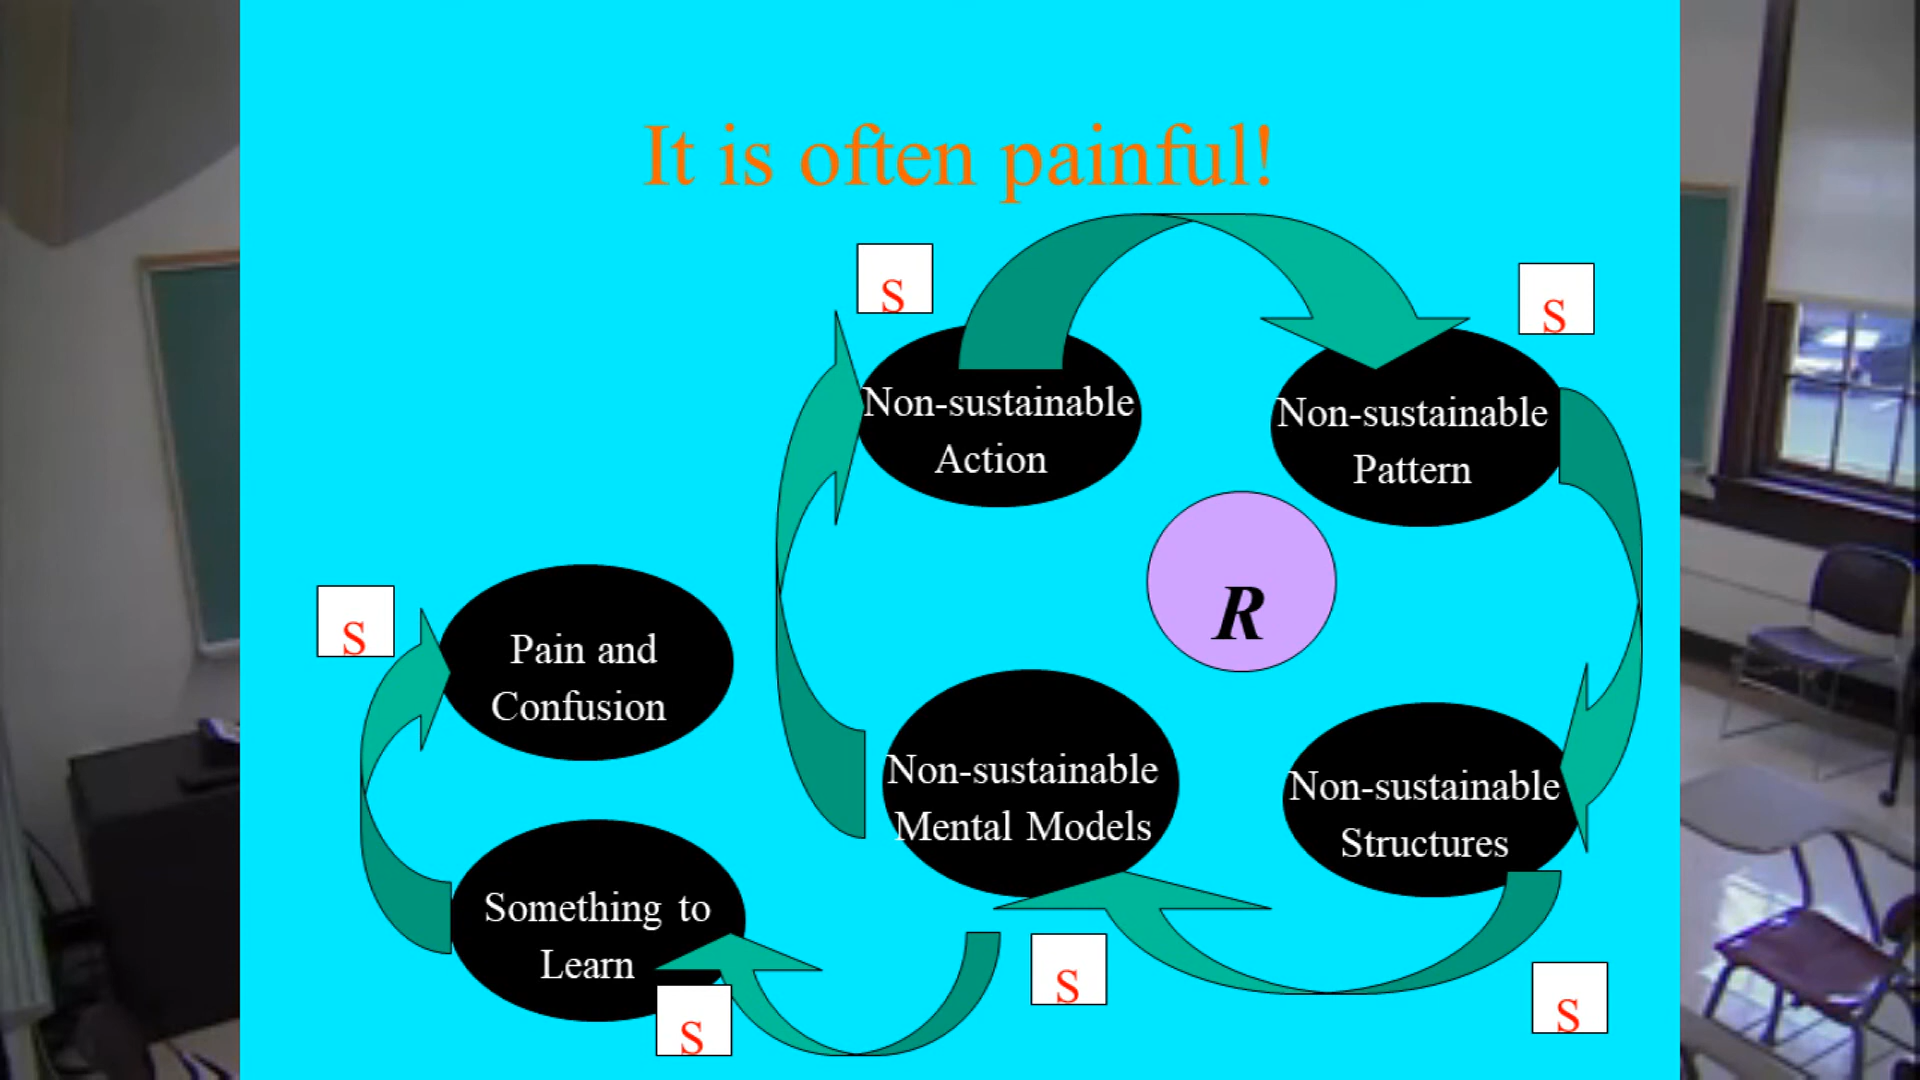 It is often painful!
S
S
Non-sustainable
Action
Non-sustainable
Pattern
R
S
Pain and
Confusion
Non-sustainable
Mental Models
Non-sustainable
Structures
Something to
Learn
S
S
S